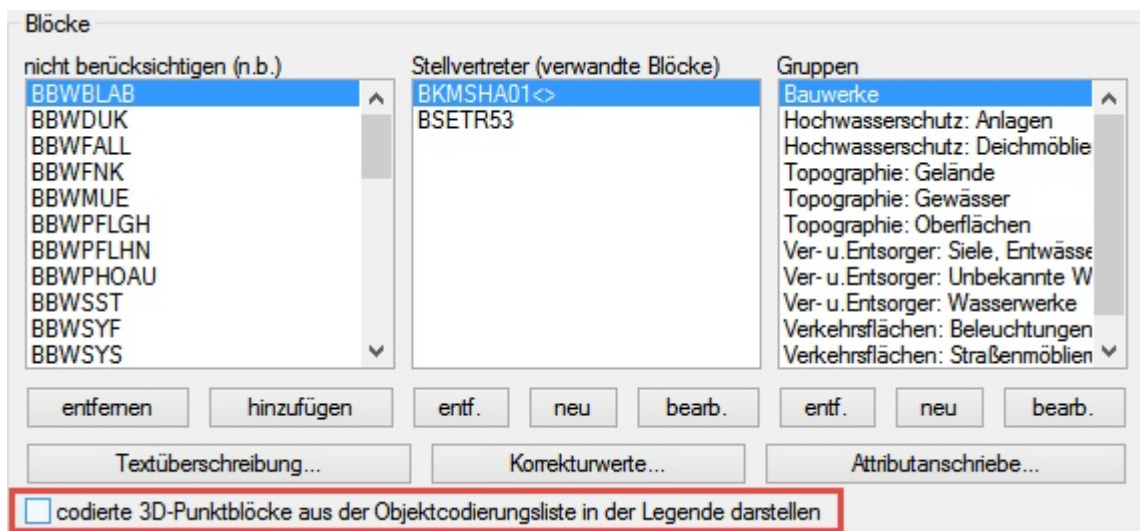 Blöcke
nicht berücksichtigen (n.b.)
BBWBLAB
BBWDUK
BBWFALL
BBWFNK
BBWMUE
BBWPFLGH
BBWPFLHN
BBWPHOAU
BBWSST
BBWSYF
BBWSYS
entfernen hinzufügen
Stellvertreter (verwandte Blöcke)
BKMSHA01<>
BSETR53
entf. neu bearb.
Gruppen
Bauwerke
Hochwasserschutz: Anlagen
Hochwasserschutz: Deichmöblie
Topographie: Gelände
Topographie: Gewässer
Topographie: Oberflächen
Ver- u.Entsorger: Siele, Entwässe
Ver- u.Entsorger: Unbekannte W
Ver- u.Entsorger: Wasserwerke
Verkehrsflächen: Beleuchtungen
Verkehrsflächen: Straßenmöblier
entf. neu bearb.
Textüberschreibung... Korrekturwerte... Attributanschriebe...
codierte 3D-Punktblöcke aus der Objektcodierungsliste in der Legende darstellen